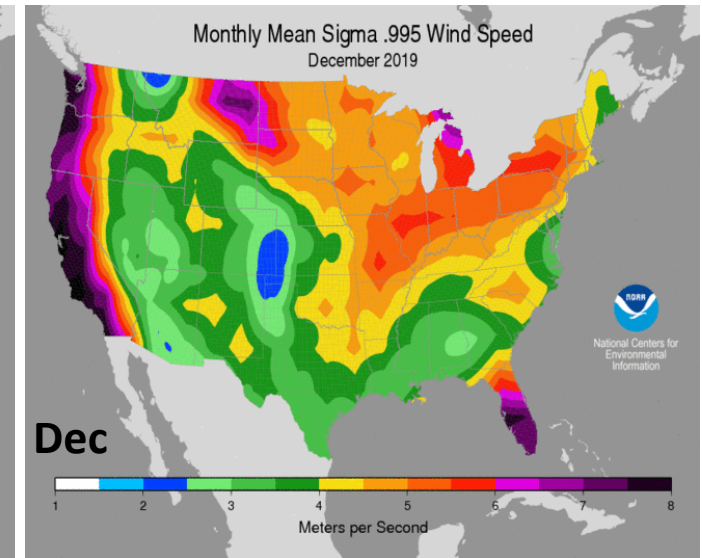 Monthly Mean Sigma .995 Wind Speed
December 2019
NOAA
National Centers for
Environmental
Information
Dec
1 2 3 4 5 6 7 8
Meters per Second